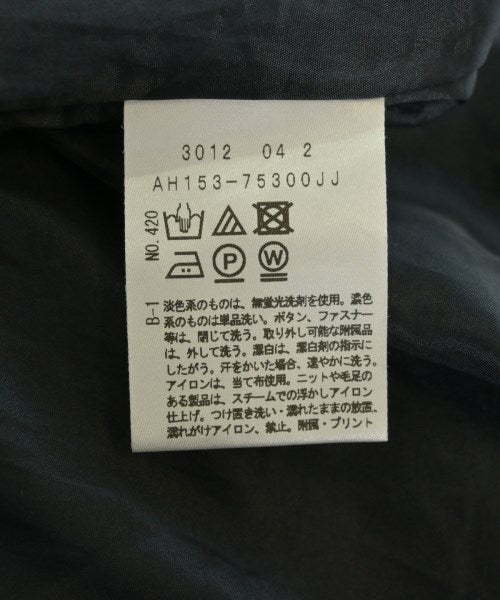 3012 04 2
AH153-75300JJ
NO.420
P W
B-1
淡色系のものは、無蛍光洗剤を使用。濃色
系のものは単品洗い。ボタン、ファスナー
等は、閉じて洗う。取り外し可能な附属品
は、外して洗う。漂白は、漂白剤の指示に
したがう。汗をかいた場合、速やかに洗う。
アイロンは、当て布使用。ニットや毛足の
ある製品は、スチームでの浮かしアイロン
仕上げ。つけ置き洗い・濡れたままの放置、
濡れがけアイロン、禁止。附属・プリント